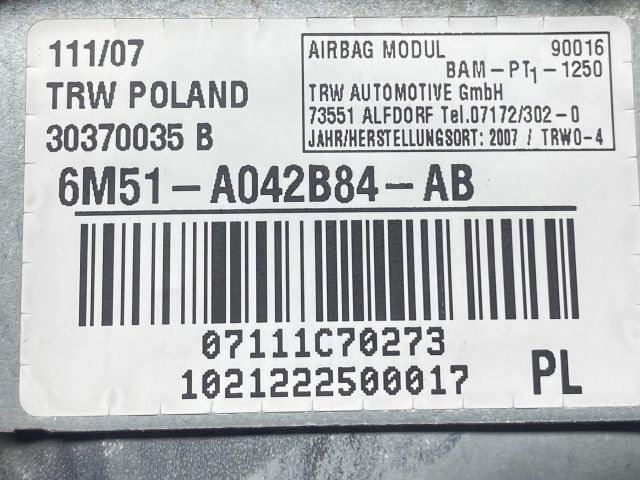 111/07
TRW POLAND
30370035 B
AIRBAG MODUL 90016
BAM-PT1-1250
TRW AUTOMOTIVE GmbH
73551 ALFDORF Tel.07172/302-0
JAHR/HERSTELLUNGSORT: 2007 / TRWO-4
6M51-A042B84-AB
07111C70273
1021222500017
PL